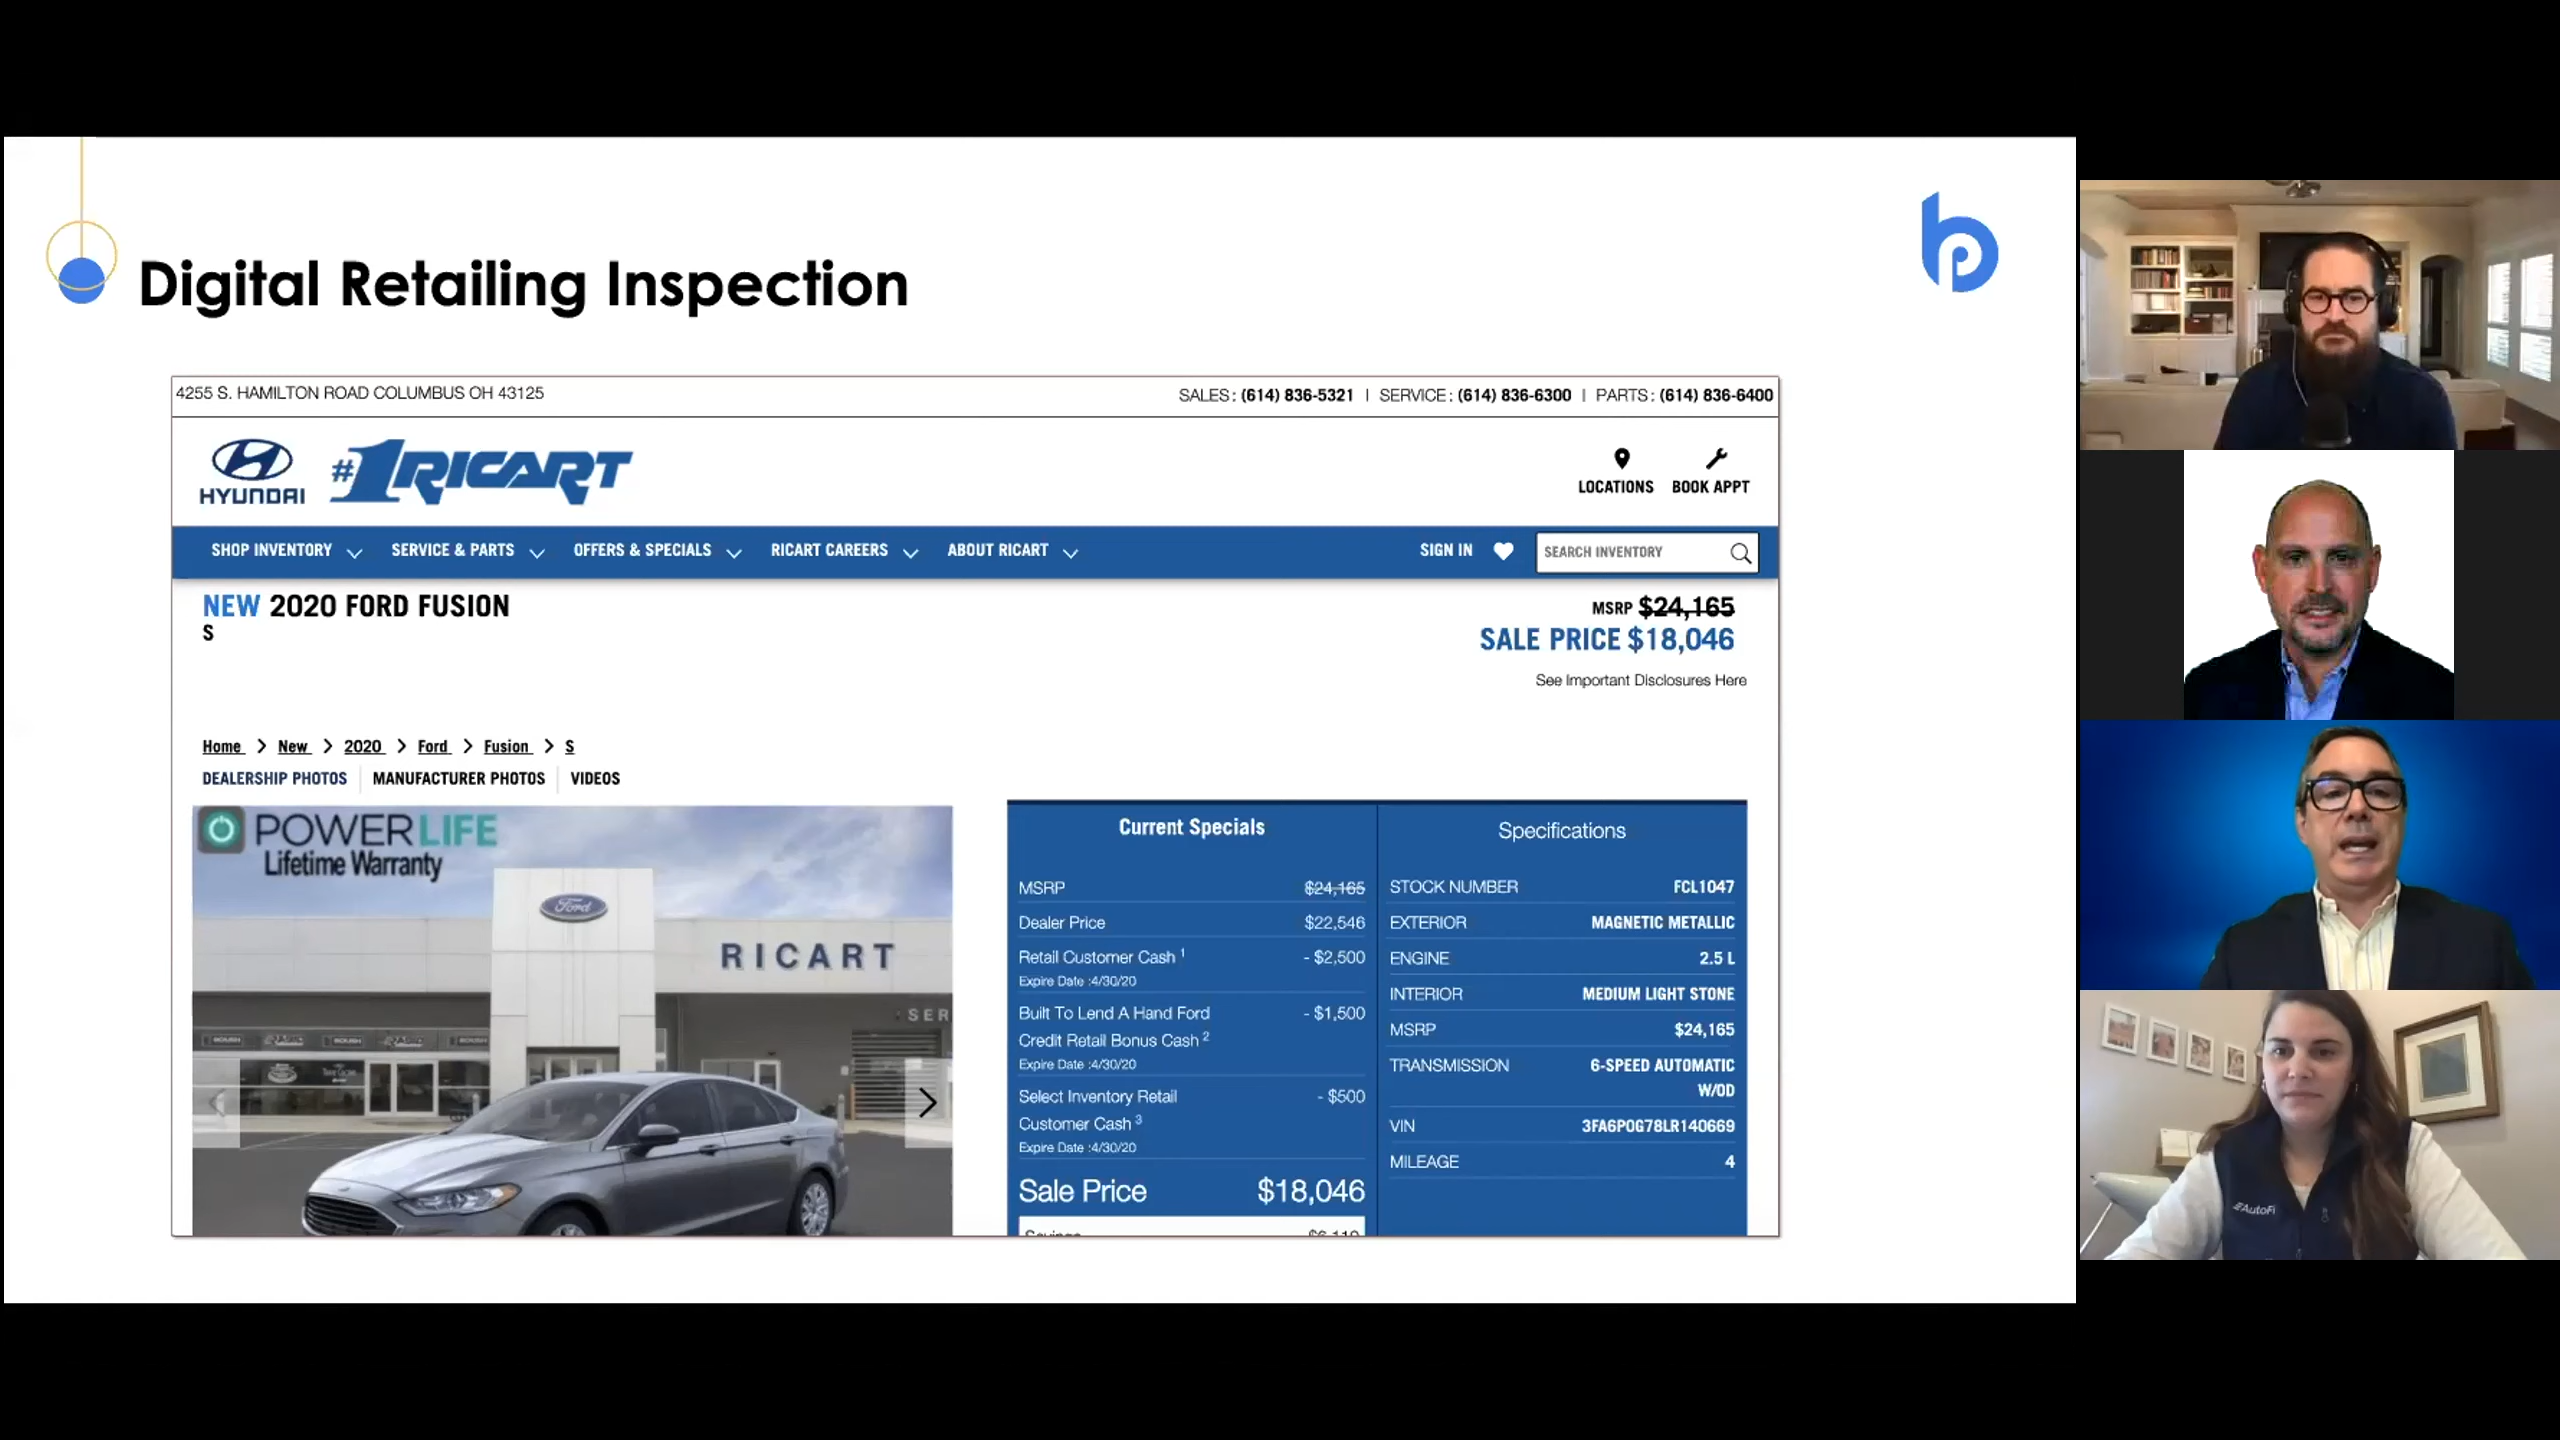 Digital Retailing Inspection
4255 S. HAMILTON ROAD COLUMBUS OH 43125
SALES: (614) 836-5321 | SERVICE: (614) 836-6300 | PARTS: (614) 836-6400
HYUNDAI
#1 RICART
LOCATIONS BOOK APPT
SHOP INVENTORY SERVICE & PARTS OFFERS & SPECIALS RICART CAREERS ABOUT RICART SIGN IN SEARCH INVENTORY
NEW 2020 FORD FUSION
S
MSRP $24,165
SALE PRICE $18,046
See Important Disclosures Here
Home > New > 2020 > Ford > Fusion > S
DEALERSHIP PHOTOS MANUFACTURER PHOTOS VIDEOS
POWERLIFE
Lifetime Warranty
Ford
RICART
SER
Current Specials
MSRP $24,165
Dealer Price $22,546
Retail Customer Cash 1 - $2,500
Expire Date :4/30/20
Built To Lend A Hand Ford - $1,500
Credit Retail Bonus Cash 2
Expire Date :4/30/20
Select Inventory Retail - $500
Customer Cash 3
Expire Date :4/30/20
Sale Price $18,046
Savings $6,119
Specifications
STOCK NUMBER FCL1047
EXTERIOR MAGNETIC METALLIC
ENGINE 2.5 L
INTERIOR MEDIUM LIGHT STONE
MSRP $24,165
TRANSMISSION 6-SPEED AUTOMATIC
W/OD
VIN 3FA6P0G78LR140669
MILEAGE 4
AutoFi